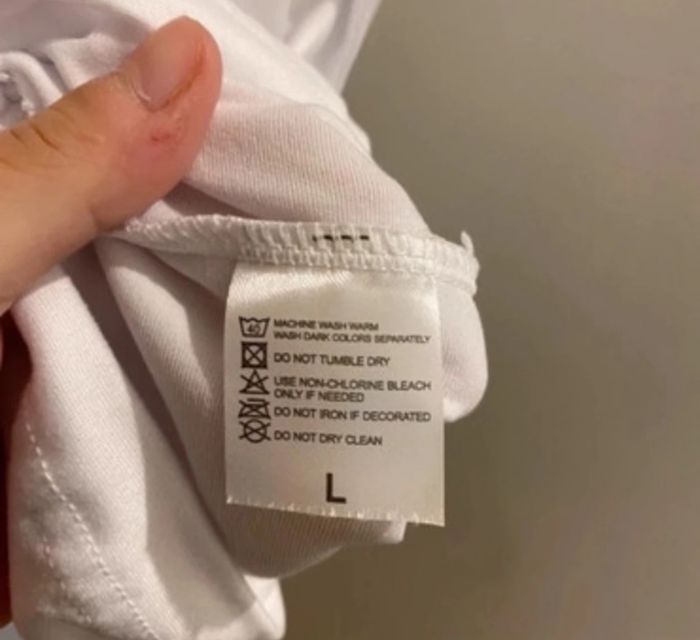 40
MACHINE WASH WARM
WASH DARK COLORS SEPARATELY
DO NOT TUMBLE DRY
USE NON-CHLORINE BLEACH
ONLY IF NEEDED
DO NOT IRON IF DECORATED
DO NOT DRY CLEAN
L